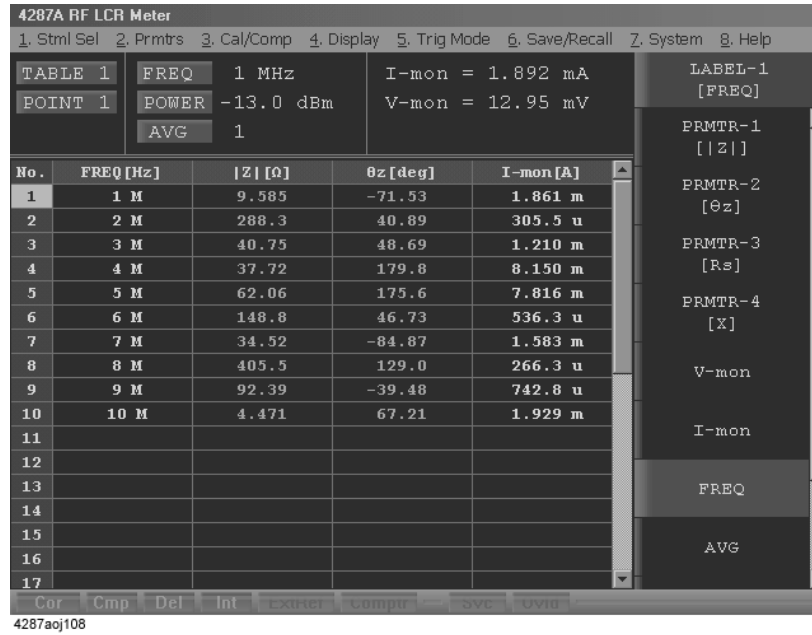 4287A RF LCR Meter
1. Stml Sel 2. Prmtrs 3. Cal/Comp 4. Display 5. Trig Mode 6. Save/Recall 7. System 8. Help
TABLE 1 FREQ 1 MHz I-mon = 1.892 mA
POINT 1 POWER -13.0 dBm V-mon = 12.95 mV
AVG 1
No. FREQ[Hz] |Z|[Ω] θz[deg] I-mon[A]
1 1 M 9.585 -71.53 1.861 m
2 2 M 288.3 40.89 305.5 u
3 3 M 40.75 48.69 1.210 m
4 4 M 37.72 179.8 8.150 m
5 5 M 62.06 175.6 7.816 m
6 6 M 148.8 46.73 536.3 u
7 7 M 34.52 -84.87 1.583 m
8 8 M 405.5 129.0 266.3 u
9 9 M 92.39 -39.48 742.8 u
10 10 M 4.471 67.21 1.929 m
11
12
13
14
15
16
17
LABEL-1
[FREQ]
PRMTR-1
[|Z|]
PRMTR-2
[θz]
PRMTR-3
[Rs]
PRMTR-4
[X]
V-mon
I-mon
FREQ
AVG
Cor Cmp Del Int ExtRef Comptr --- Svc Ovld
4287aoj108